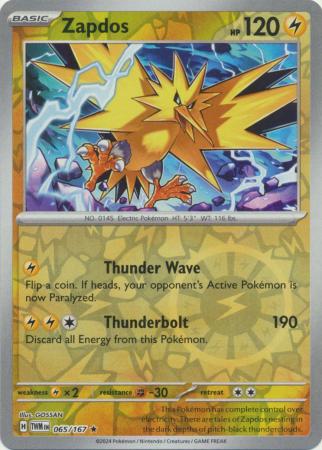 BASIC
Zapdos
HP 120
NO. 0145 Electric Pokémon HT: 5'3" WT: 116 lbs.
Thunder Wave
Flip a coin. If heads, your opponent's Active Pokémon is
now Paralyzed.
Thunderbolt 190
Discard all Energy from this Pokémon.
weakness ×2 resistance -30 retreat
Illus. GOSSAN
H TWM EN 065/167 ★
This Pokémon has complete control over
electricity. There are tales of Zapdos nesting in
the dark depths of pitch-black thunderclouds.
©2024 Pokémon / Nintendo / Creatures / GAME FREAK